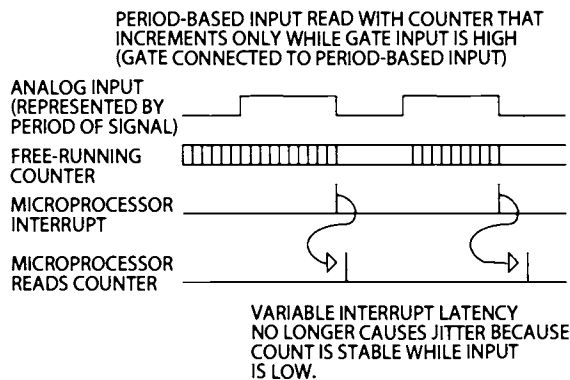 PERIOD-BASED INPUT READ WITH COUNTER THAT
INCREMENTS ONLY WHILE GATE INPUT IS HIGH
(GATE CONNECTED TO PERIOD-BASED INPUT)
ANALOG INPUT
(REPRESENTED BY
PERIOD OF SIGNAL)
FREE-RUNNING
COUNTER
MICROPROCESSOR
INTERRUPT
MICROPROCESSOR
READS COUNTER
VARIABLE INTERRUPT LATENCY
NO LONGER CAUSES JITTER BECAUSE
COUNT IS STABLE WHILE INPUT
IS LOW.